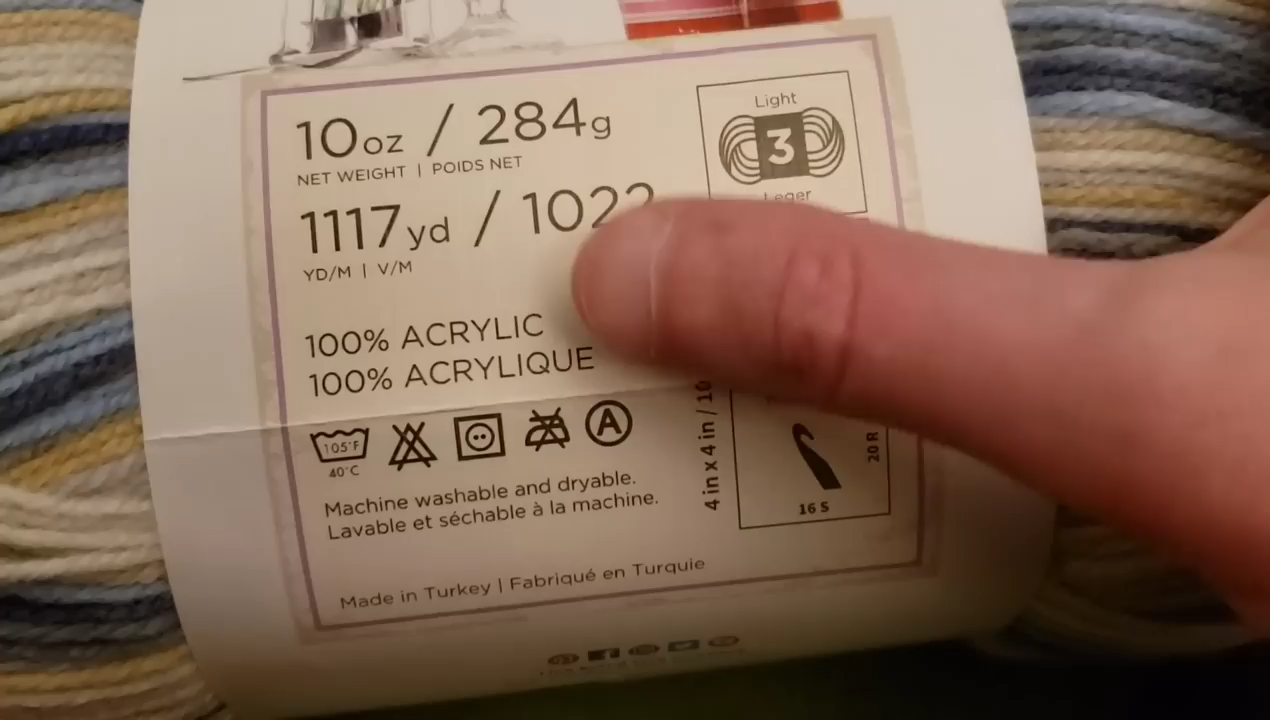 10oz / 284g
NET WEIGHT | POIDS NET
1117yd / 1022
YD/M | V/M
100% ACRYLIC
100% ACRYLIQUE
105°F
40°C
A
Machine washable and dryable.
Lavable et séchable à la machine.
Made in Turkey | Fabriqué en Turquie
Light
3
Leger
4 in x 4 in / 10
20 R
16 S